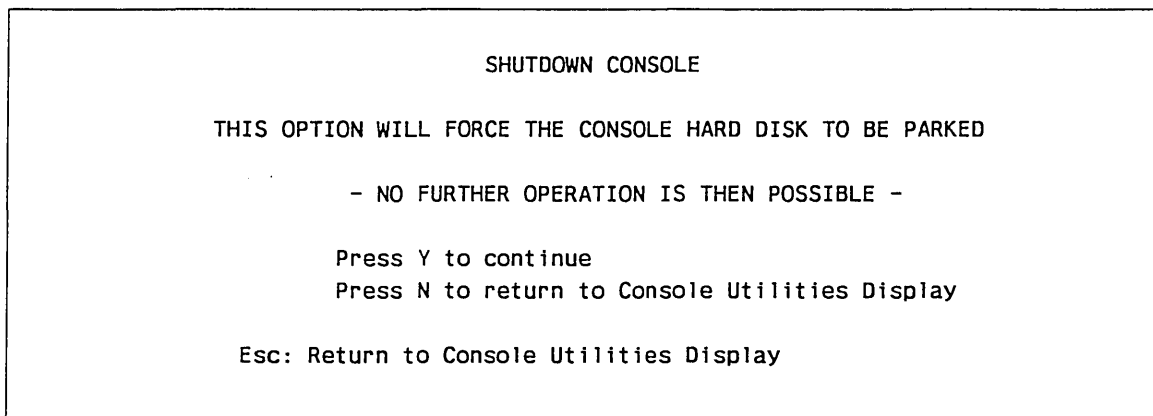 SHUTDOWN CONSOLE
THIS OPTION WILL FORCE THE CONSOLE HARD DISK TO BE PARKED
- NO FURTHER OPERATION IS THEN POSSIBLE -
Press Y to continue
Press N to return to Console Utilities Display
Esc: Return to Console Utilities Display